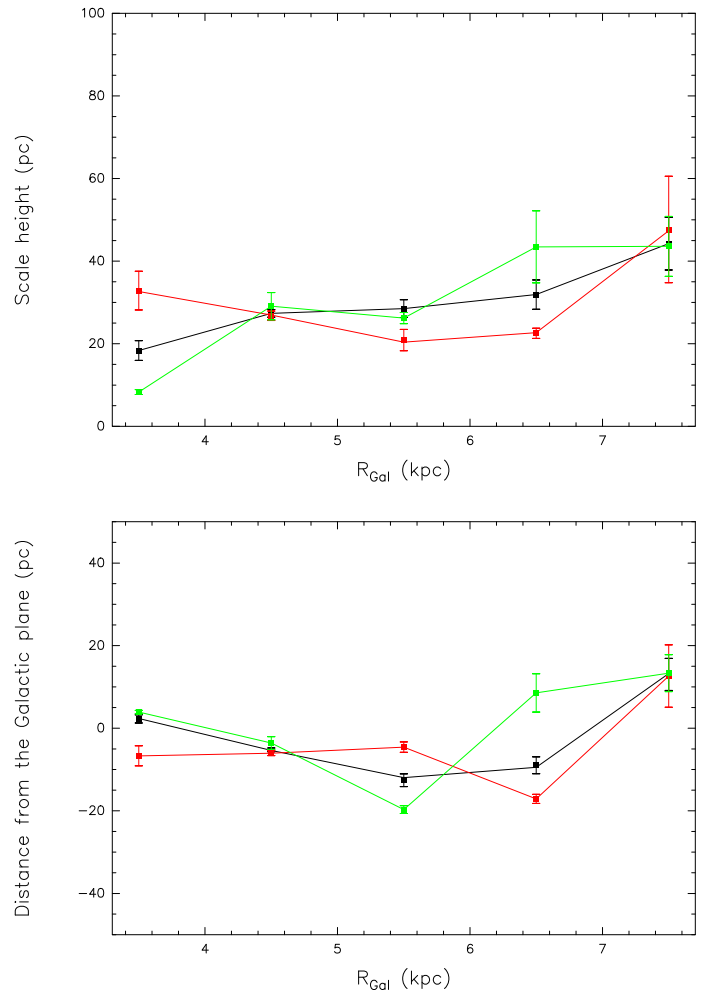 100
80
60
40
20
0
Scale height (pc)
4 5 6 7
R_Gal (kpc)
40
20
0
−20
−40
Distance from the Galactic plane (pc)
4 5 6 7
R_Gal (kpc)